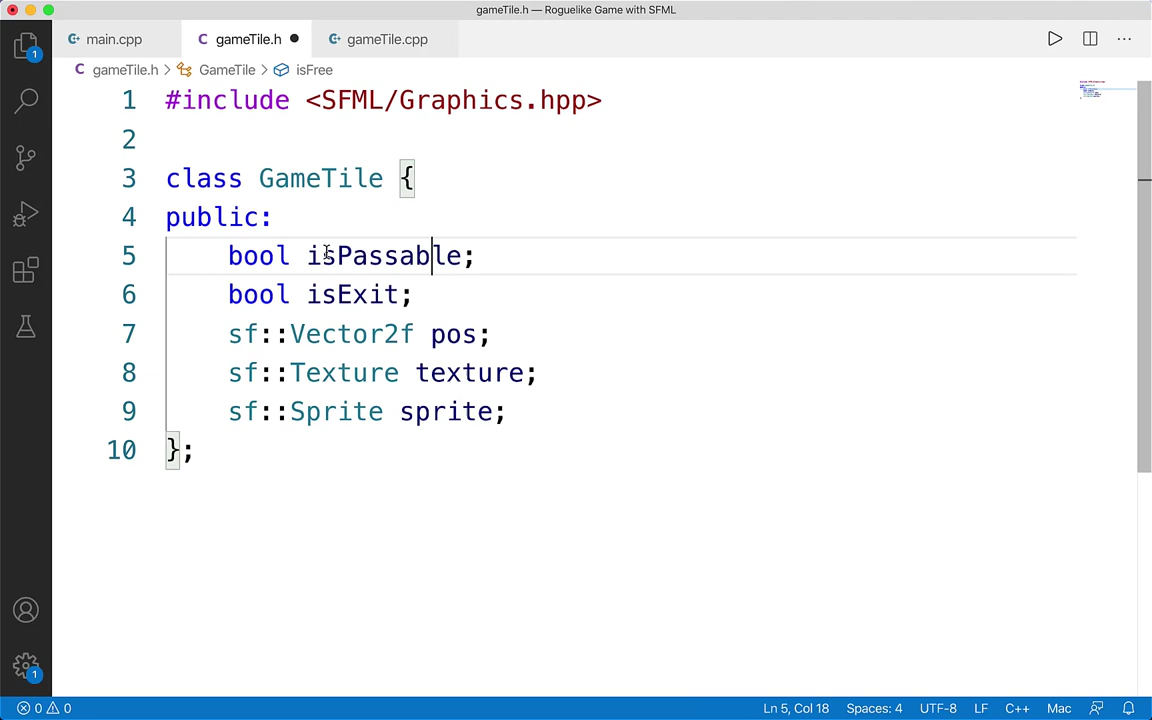 gameTile.h — Roguelike Game with SFML
main.cpp
gameTile.h
gameTile.cpp
gameTile.h > GameTile > isFree
1 #include <SFML/Graphics.hpp>
2
3 class GameTile {
4 public:
5 bool isPassable;
6 bool isExit;
7 sf::Vector2f pos;
8 sf::Texture texture;
9 sf::Sprite sprite;
10 };
1
1
0 0 Ln 5, Col 18 Spaces: 4 UTF-8 LF C++ Mac